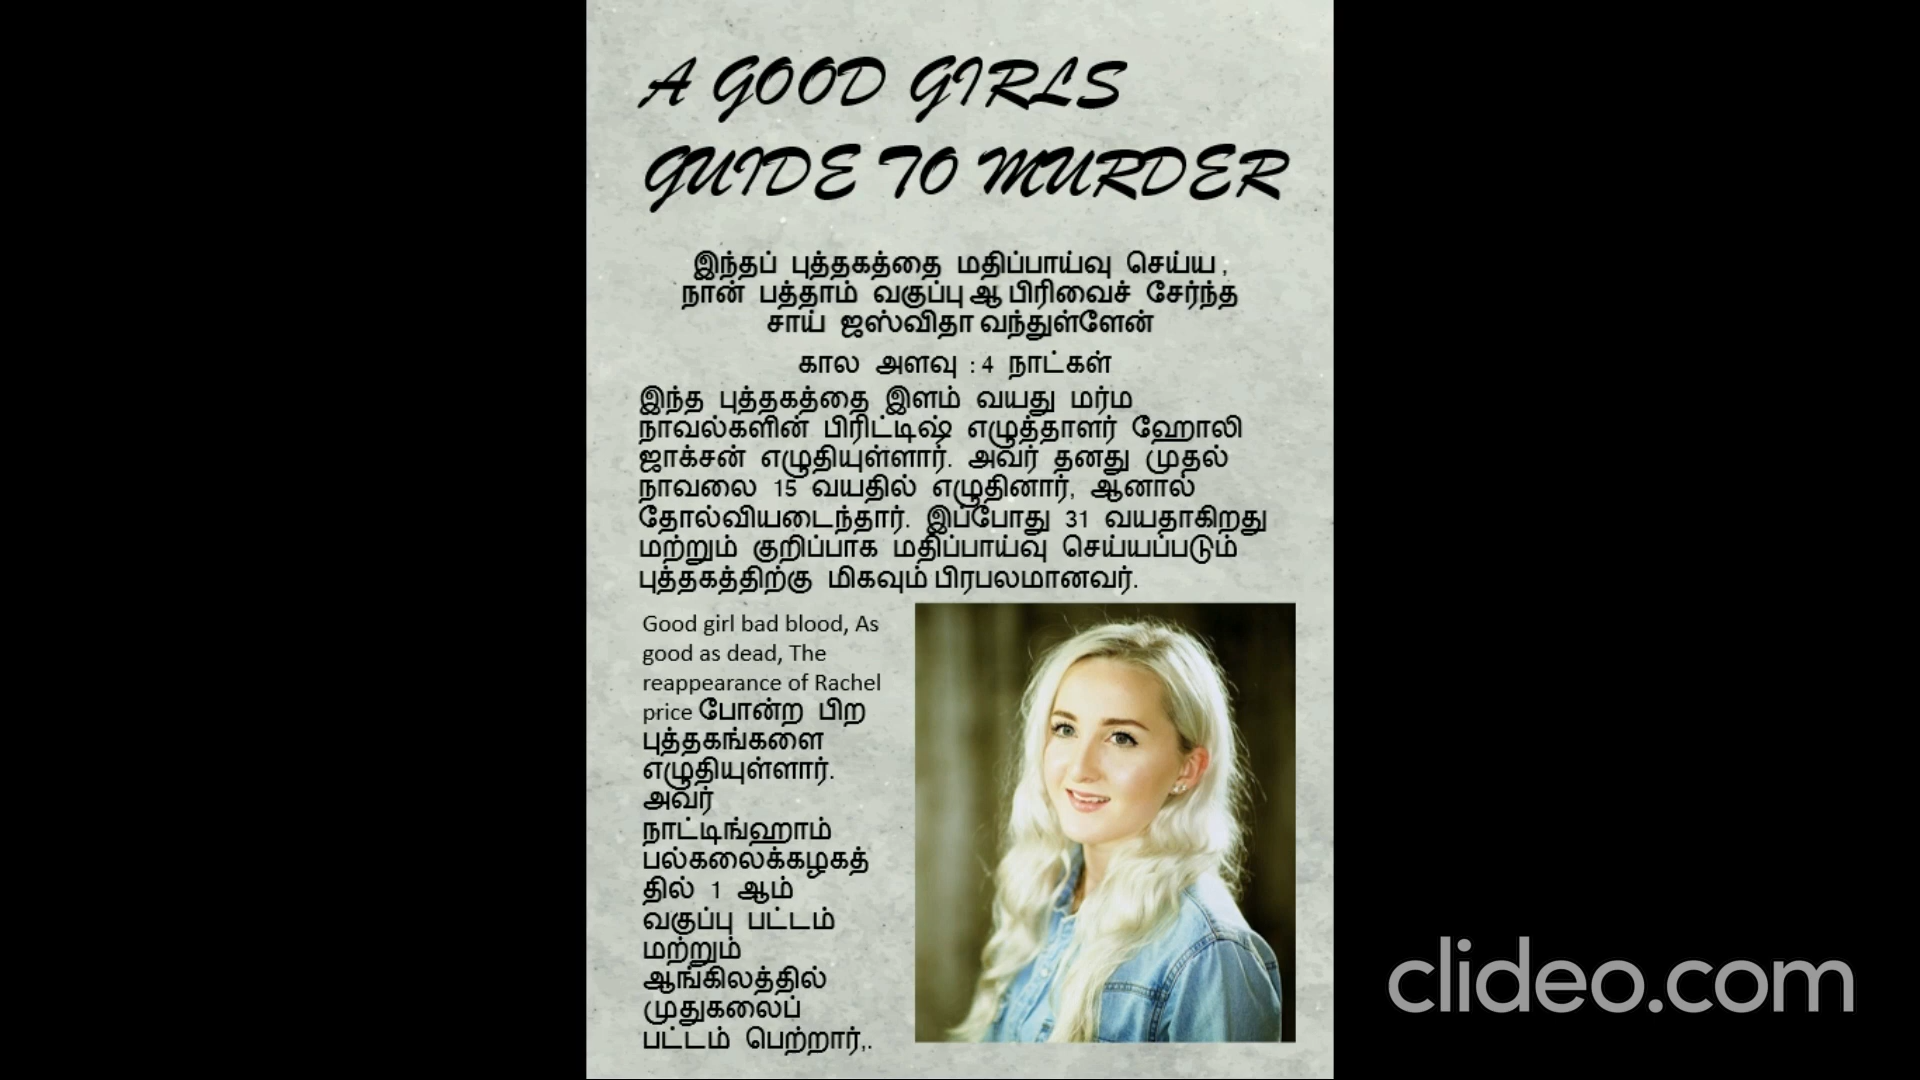 A GOOD GIRLS
GUIDE TO MURDER
இந்தப் புத்தகத்தை மதிப்பாய்வு செய்ய ,
நான் பத்தாம் வகுப்பு ஆ பிரிவைச் சேர்ந்த
சாய் ஜஸ்விதா வந்துள்ளேன்
கால அளவு : 4 நாட்கள்
இந்த புத்தகத்தை இளம் வயது மர்ம
நாவல்களின் பிரிட்டிஷ் எழுத்தாளர் ஹோலி
ஜாக்சன் எழுதியுள்ளார். அவர் தனது முதல்
நாவலை 15 வயதில் எழுதினார், ஆனால்
தோல்வியடைந்தார். இப்போது 31 வயதாகிறது
மற்றும் குறிப்பாக மதிப்பாய்வு செய்யப்படும்
புத்தகத்திற்கு மிகவும் பிரபலமானவர்.
Good girl bad blood, As
good as dead, The
reappearance of Rachel
price போன்ற பிற
புத்தகங்களை
எழுதியுள்ளார்.
அவர்
நாட்டிங்ஹாம்
பல்கலைக்கழகத்
தில் 1 ஆம்
வகுப்பு பட்டம்
மற்றும்
ஆங்கிலத்தில்
முதுகலைப்
பட்டம் பெற்றார்,.
clideo.com